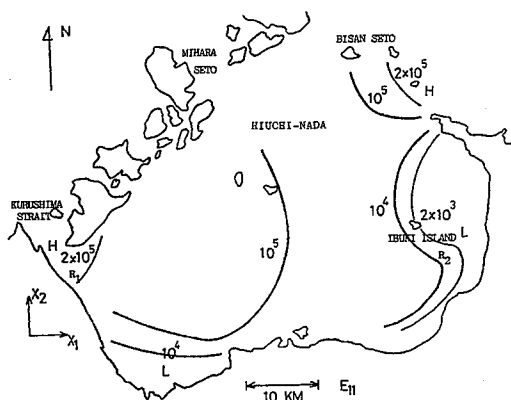 N
MIHARA
SETO
BISAN SETO
2×10⁵
H
10⁵
HIUCHI-NADA
KURUSHIMA
STRAIT
H
2×10⁵
R₁
10⁵
10⁴
2×10³
IBUKI ISLAND
L
R₂
X₂
X₁
10⁴
L
10 KM
E₁₁